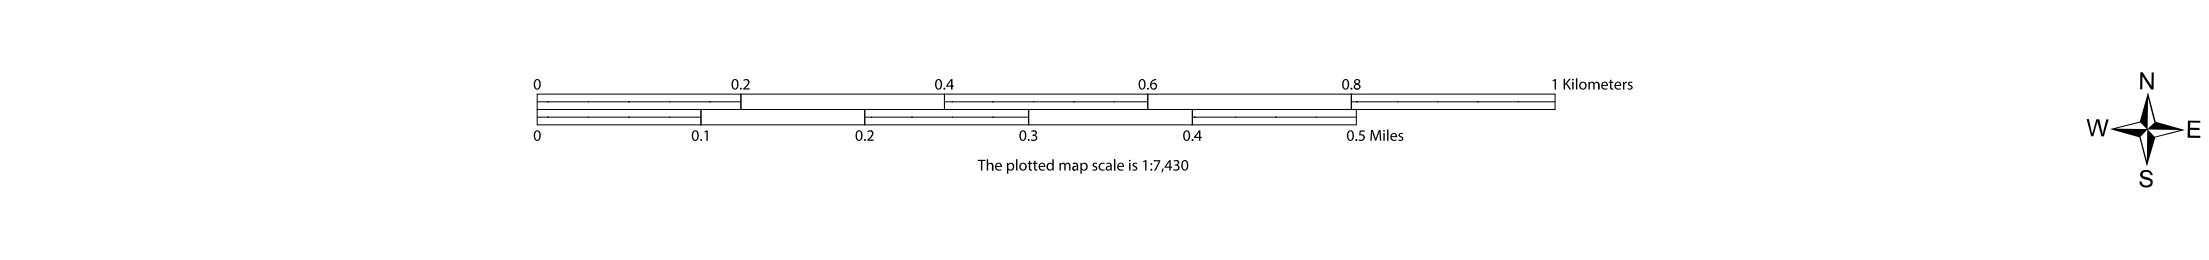 0 0.2 0.4 0.6 0.8 1 Kilometers
0 0.1 0.2 0.3 0.4 0.5 Miles
The plotted map scale is 1:7,430
N
W E
S